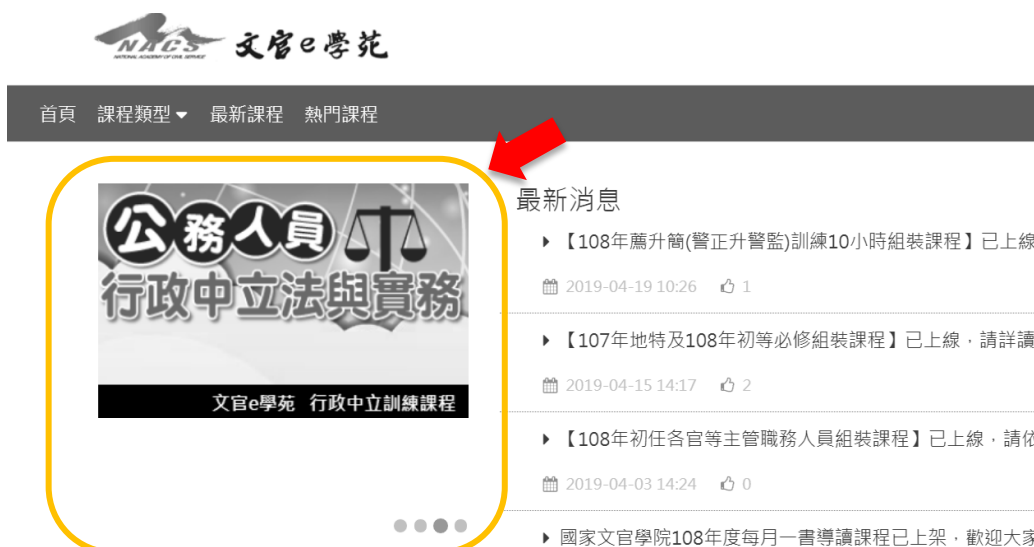 NACS 文官e學苑
NATIONAL ACADEMY OF CIVIL SERVICE
首頁 課程類型 最新課程 熱門課程
公務人員
行政中立法與實務
文官e學苑 行政中立訓練課程
最新消息
【108年薦升簡(警正升警監)訓練10小時組裝課程】已上線
2019-04-19 10:26 1
【107年地特及108年初等必修組裝課程】已上線，請詳讀
2019-04-15 14:17 2
【108年初任各官等主管職務人員組裝課程】已上線，請依
2019-04-03 14:24 0
國家文官學院108年度每月一書導讀課程已上架，歡迎大家